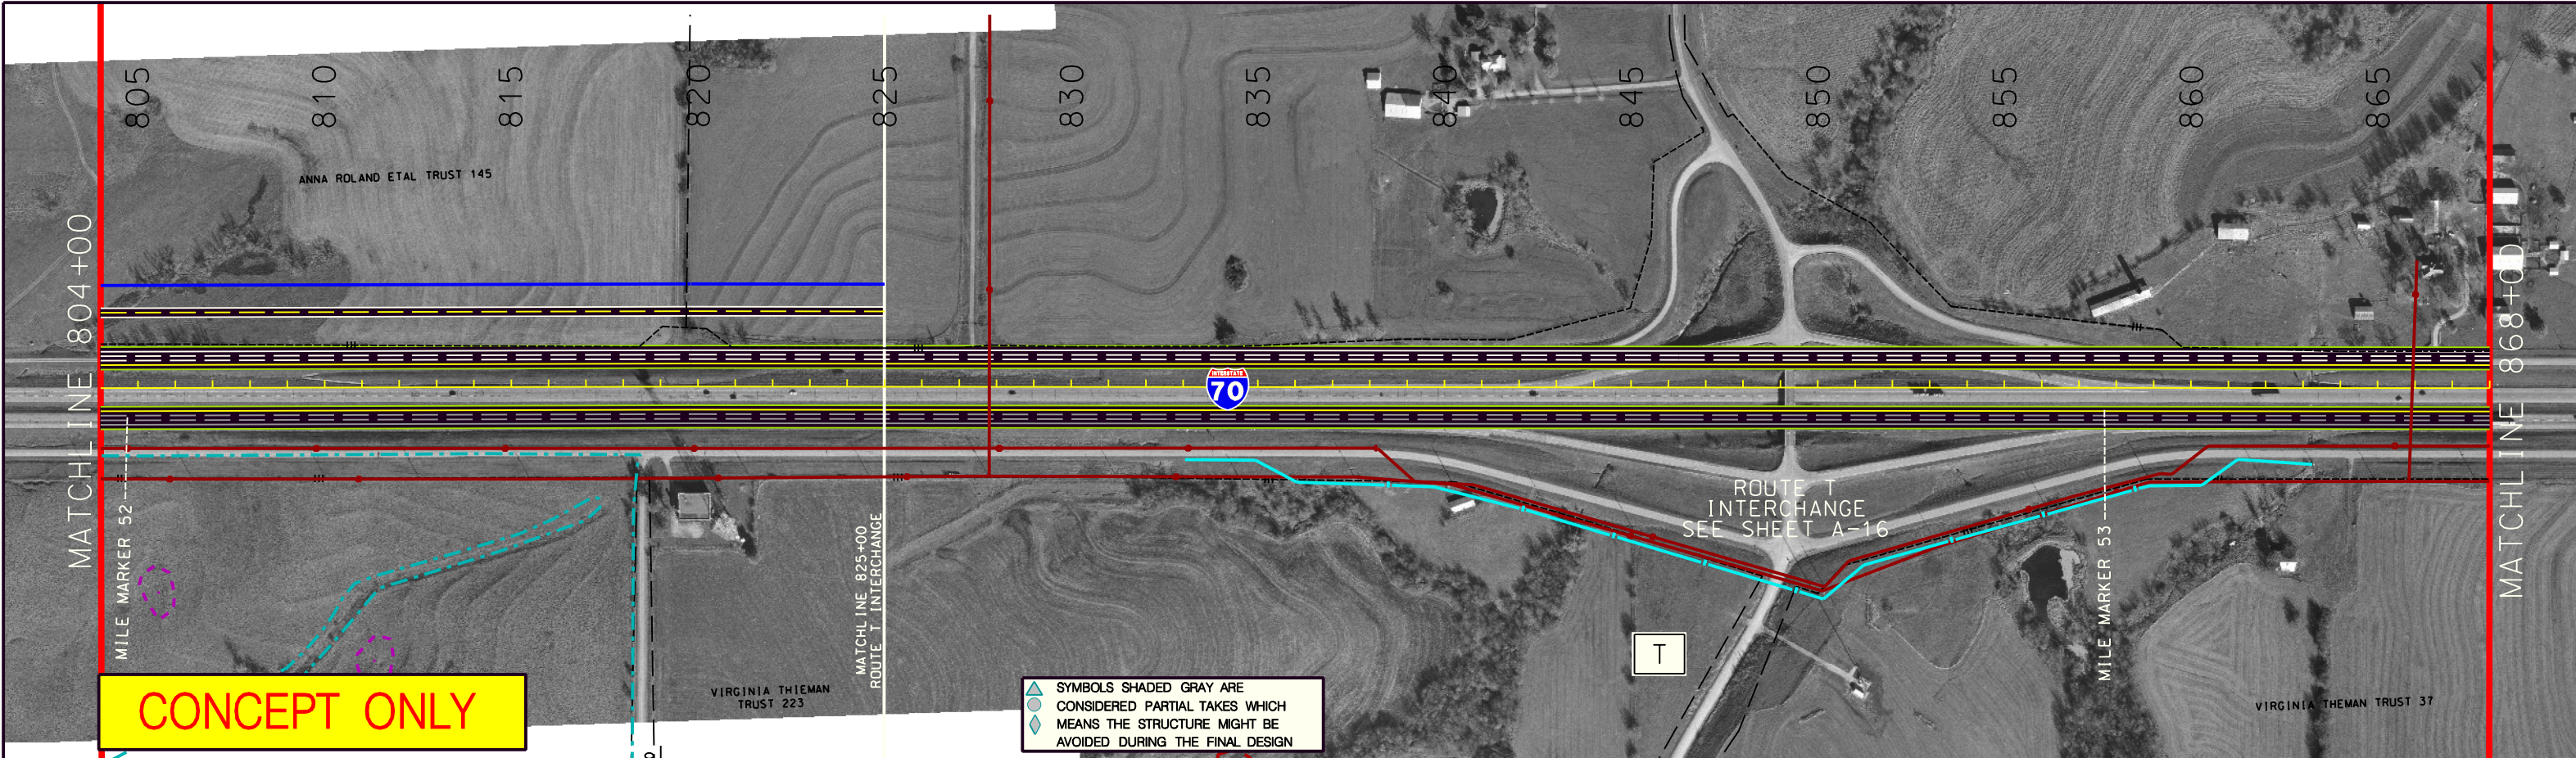 805
810
815
820
825
830
835
840
845
850
855
860
865
ANNA ROLAND ETAL TRUST 145
MATCHLINE 804+00
MATCHLINE 868+00
INTERSTATE
70
MILE MARKER 52
MATCHLINE 825+00
ROUTE T INTERCHANGE
ROUTE T
INTERCHANGE
SEE SHEET A-16
MILE MARKER 53
T
VIRGINIA THIEMAN
TRUST 223
VIRGINIA THEMAN TRUST 37
CONCEPT ONLY
SYMBOLS SHADED GRAY ARE
CONSIDERED PARTIAL TAKES WHICH
MEANS THE STRUCTURE MIGHT BE
AVOIDED DURING THE FINAL DESIGN